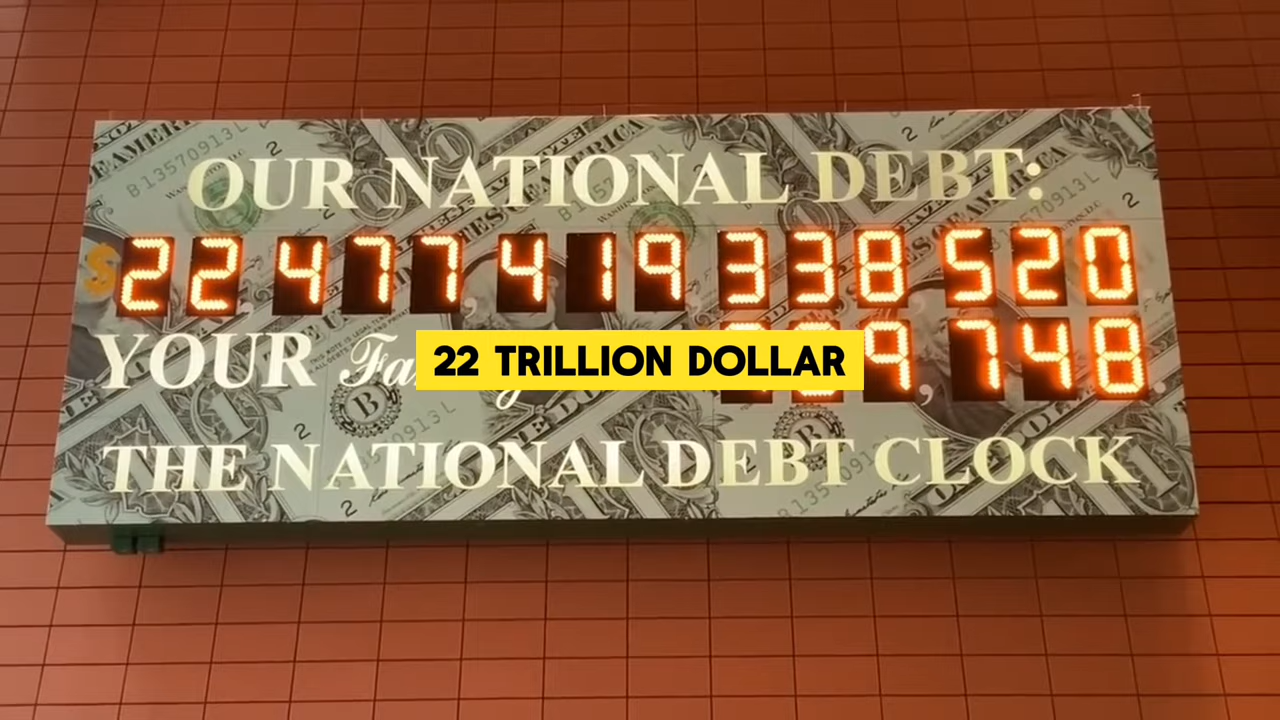 OUR NATIONAL DEBT:
$22,477,419,338,520
YOUR
22 TRILLION DOLLAR
9,748.
THE NATIONAL DEBT CLOCK